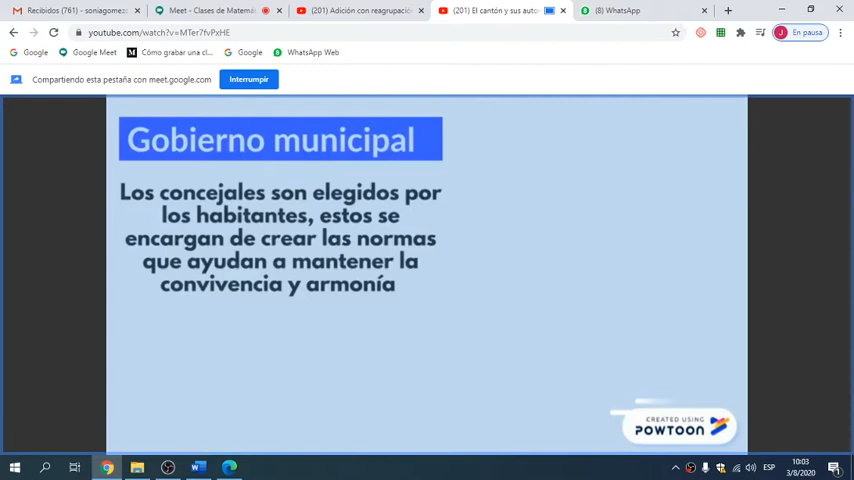 Recibidos (761) - soniagomez
Meet - Clases de Matemá
(201) Adición con reagrupación
(201) El cantón y sus auto
(8) WhatsApp
youtube.com/watch?v=MTer7fvPxHE
J En pausa
Google
Google Meet
Cómo grabar una cl...
Google
WhatsApp Web
Compartiendo esta pestaña con meet.google.com
Interrumpir
Gobierno municipal
Los concejales son elegidos por
los habitantes, estos se
encargan de crear las normas
que ayudan a mantener la
convivencia y armonía
CREATED USING
POWTOON
ESP
10:03
3/8/2020